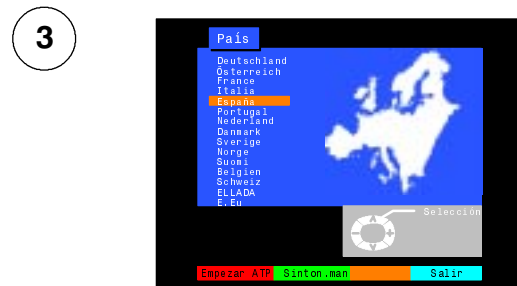 3
País
Deutschland
Österreich
France
Italia
España
Portugal
Nederland
Danmark
Sverige
Norge
Suomi
Belgien
Schweiz
ELLADA
E.Eu
Selección
Empezar ATP Sinton.man Salir